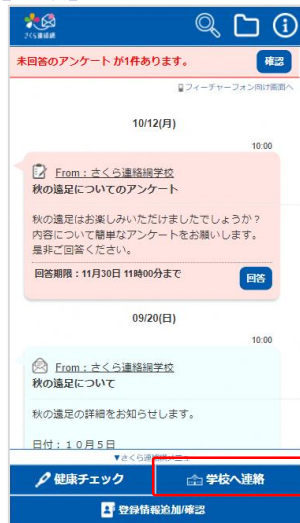 さくら連絡網
未回答のアンケート が1件あります。
確認
フィーチャーフォン向け画面へ
10/12(月)
10:00
From：さくら連絡網学校
秋の遠足についてのアンケート
秋の遠足はお楽しみいただけましたでしょうか？
内容について簡単なアンケートをお願いします。
是非ご回答ください。
回答期限：11月30日 11時00分まで
回答
09/20(日)
10:00
From：さくら連絡網学校
秋の遠足について
秋の遠足の詳細をお知らせします。
日付：１０月５日
▼さくら連絡網メニュー
健康チェック
学校へ連絡
登録情報追加/確認